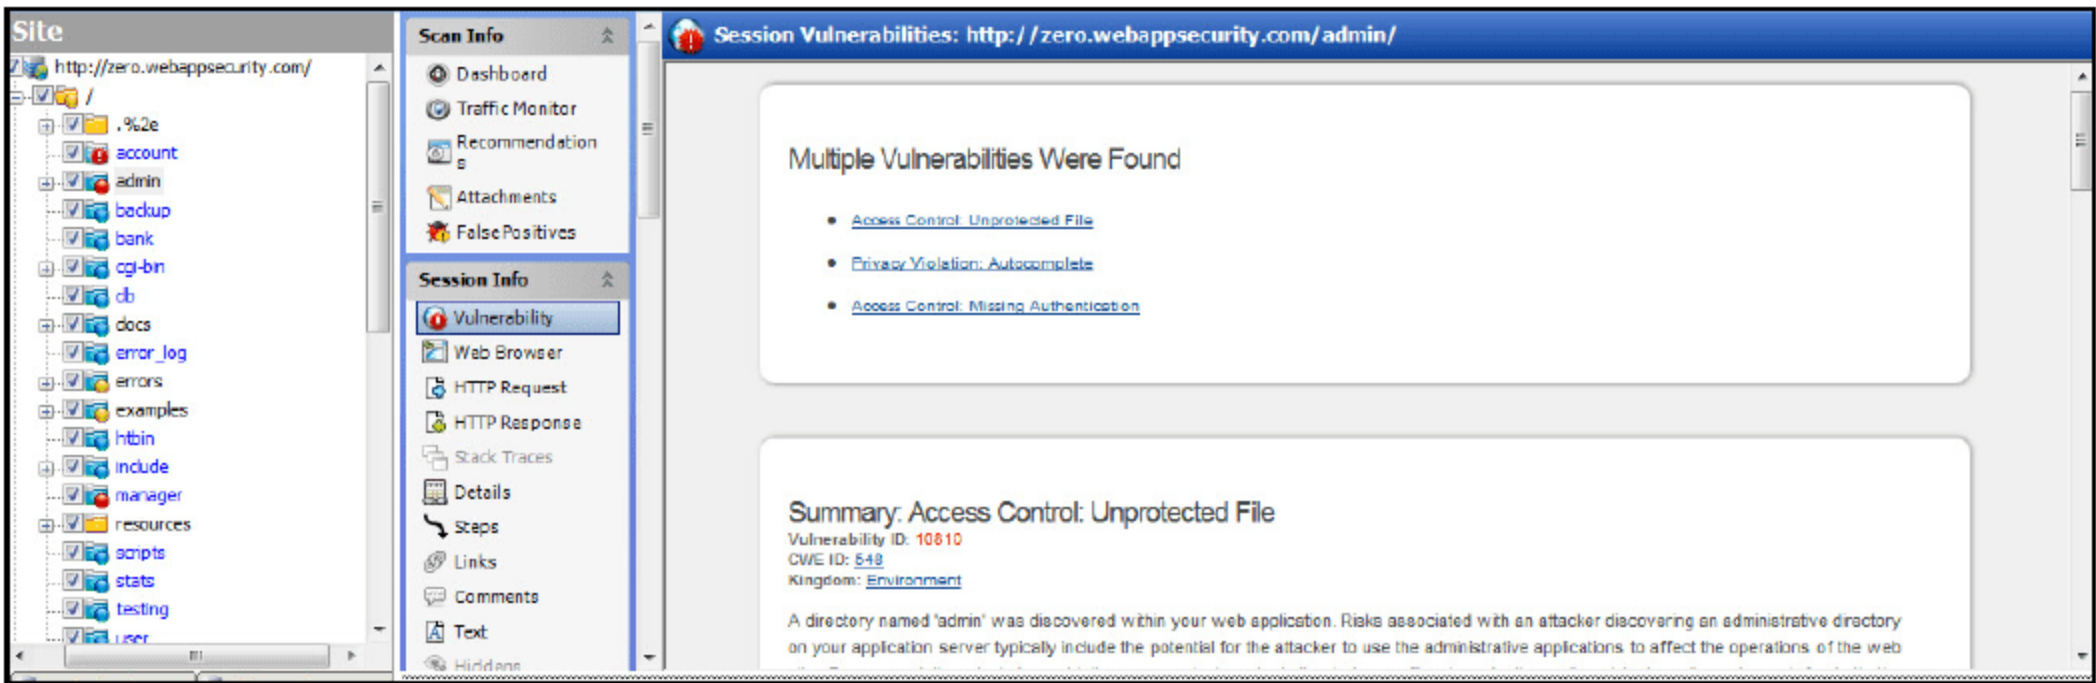 Site
http://zero.webappsecurity.com/
/
.%2e
account
admin
backup
bank
cgi-bin
db
docs
error_log
errors
examples
htbin
include
manager
resources
scripts
stats
testing
user
Scan Info
Dashboard
Traffic Monitor
Recommendation
s
Attachments
False Positives
Session Info
Vulnerability
Web Browser
HTTP Request
HTTP Response
Stack Traces
Details
Steps
Links
Comments
Text
Hiddens
Session Vulnerabilities: http://zero.webappsecurity.com/admin/
Multiple Vulnerabilities Were Found
Access Control: Unprotected File
Privacy Violation: Autocomplete
Access Control: Missing Authentication
Summary: Access Control: Unprotected File
Vulnerability ID: 10810
CWE ID: 548
Kingdom: Environment
A directory named 'admin' was discovered within your web application. Risks associated with an attacker discovering an administrative directory
on your application server typically include the potential for the attacker to use the administrative applications to affect the operations of the web